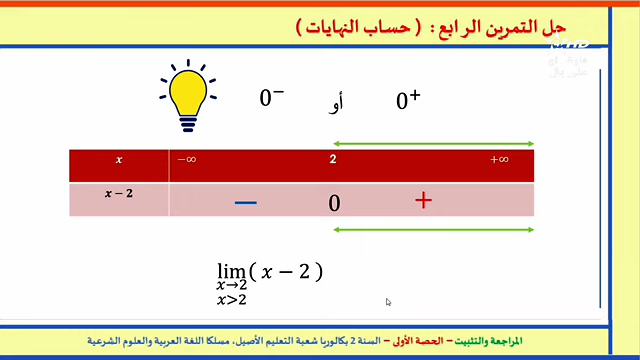 حل التمرين الرابع: ( حساب النهايات )
0⁻ أو 0⁺
x −∞ 2 +∞
x − 2 − 0 +
lim ( x − 2 )
x→2
x>2
المراجعة والتثبيت – الحصة الأولى – السنة 2 بكالوريا شعبة التعليم الأصيل، مسلكا اللغة العربية والعلوم الشرعية